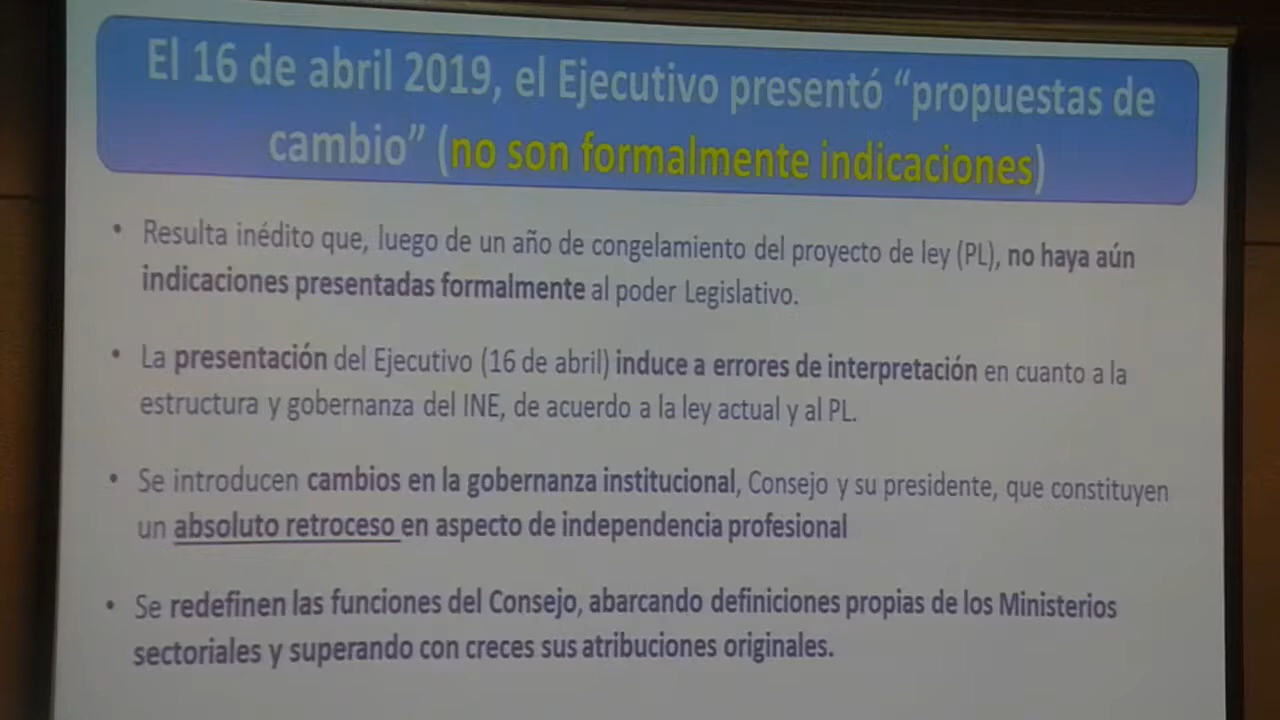 El 16 de abril 2019, el Ejecutivo presentó “propuestas de
cambio” (no son formalmente indicaciones)
• Resulta inédito que, luego de un año de congelamiento del proyecto de ley (PL), no haya aún
indicaciones presentadas formalmente al poder Legislativo.
• La presentación del Ejecutivo (16 de abril) induce a errores de interpretación en cuanto a la
estructura y gobernanza del INE, de acuerdo a la ley actual y al PL.
• Se introducen cambios en la gobernanza institucional, Consejo y su presidente, que constituyen
un absoluto retroceso en aspecto de independencia profesional
• Se redefinen las funciones del Consejo, abarcando definiciones propias de los Ministerios
sectoriales y superando con creces sus atribuciones originales.